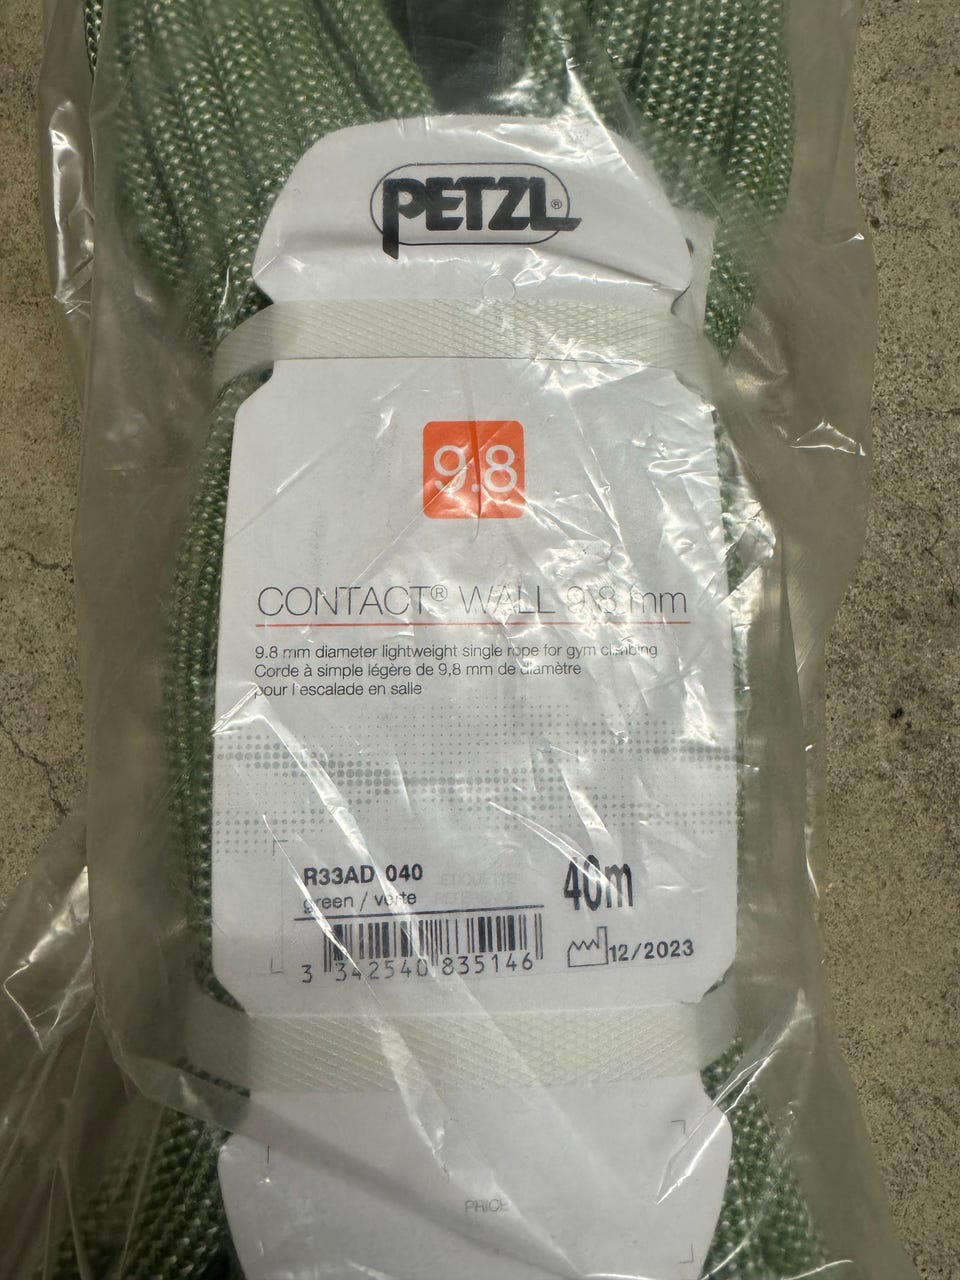 PETZL®
9.8
CONTACT® WALL 9.8 mm
9.8 mm diameter lightweight single rope for gym climbing
Corde à simple légère de 9,8 mm de diamètre
pour l'escalade en salle
R33AD 040
green / verte
ETIQUETTE
REFERENCE
40m
3 342540 835146
12/2023
PRICE